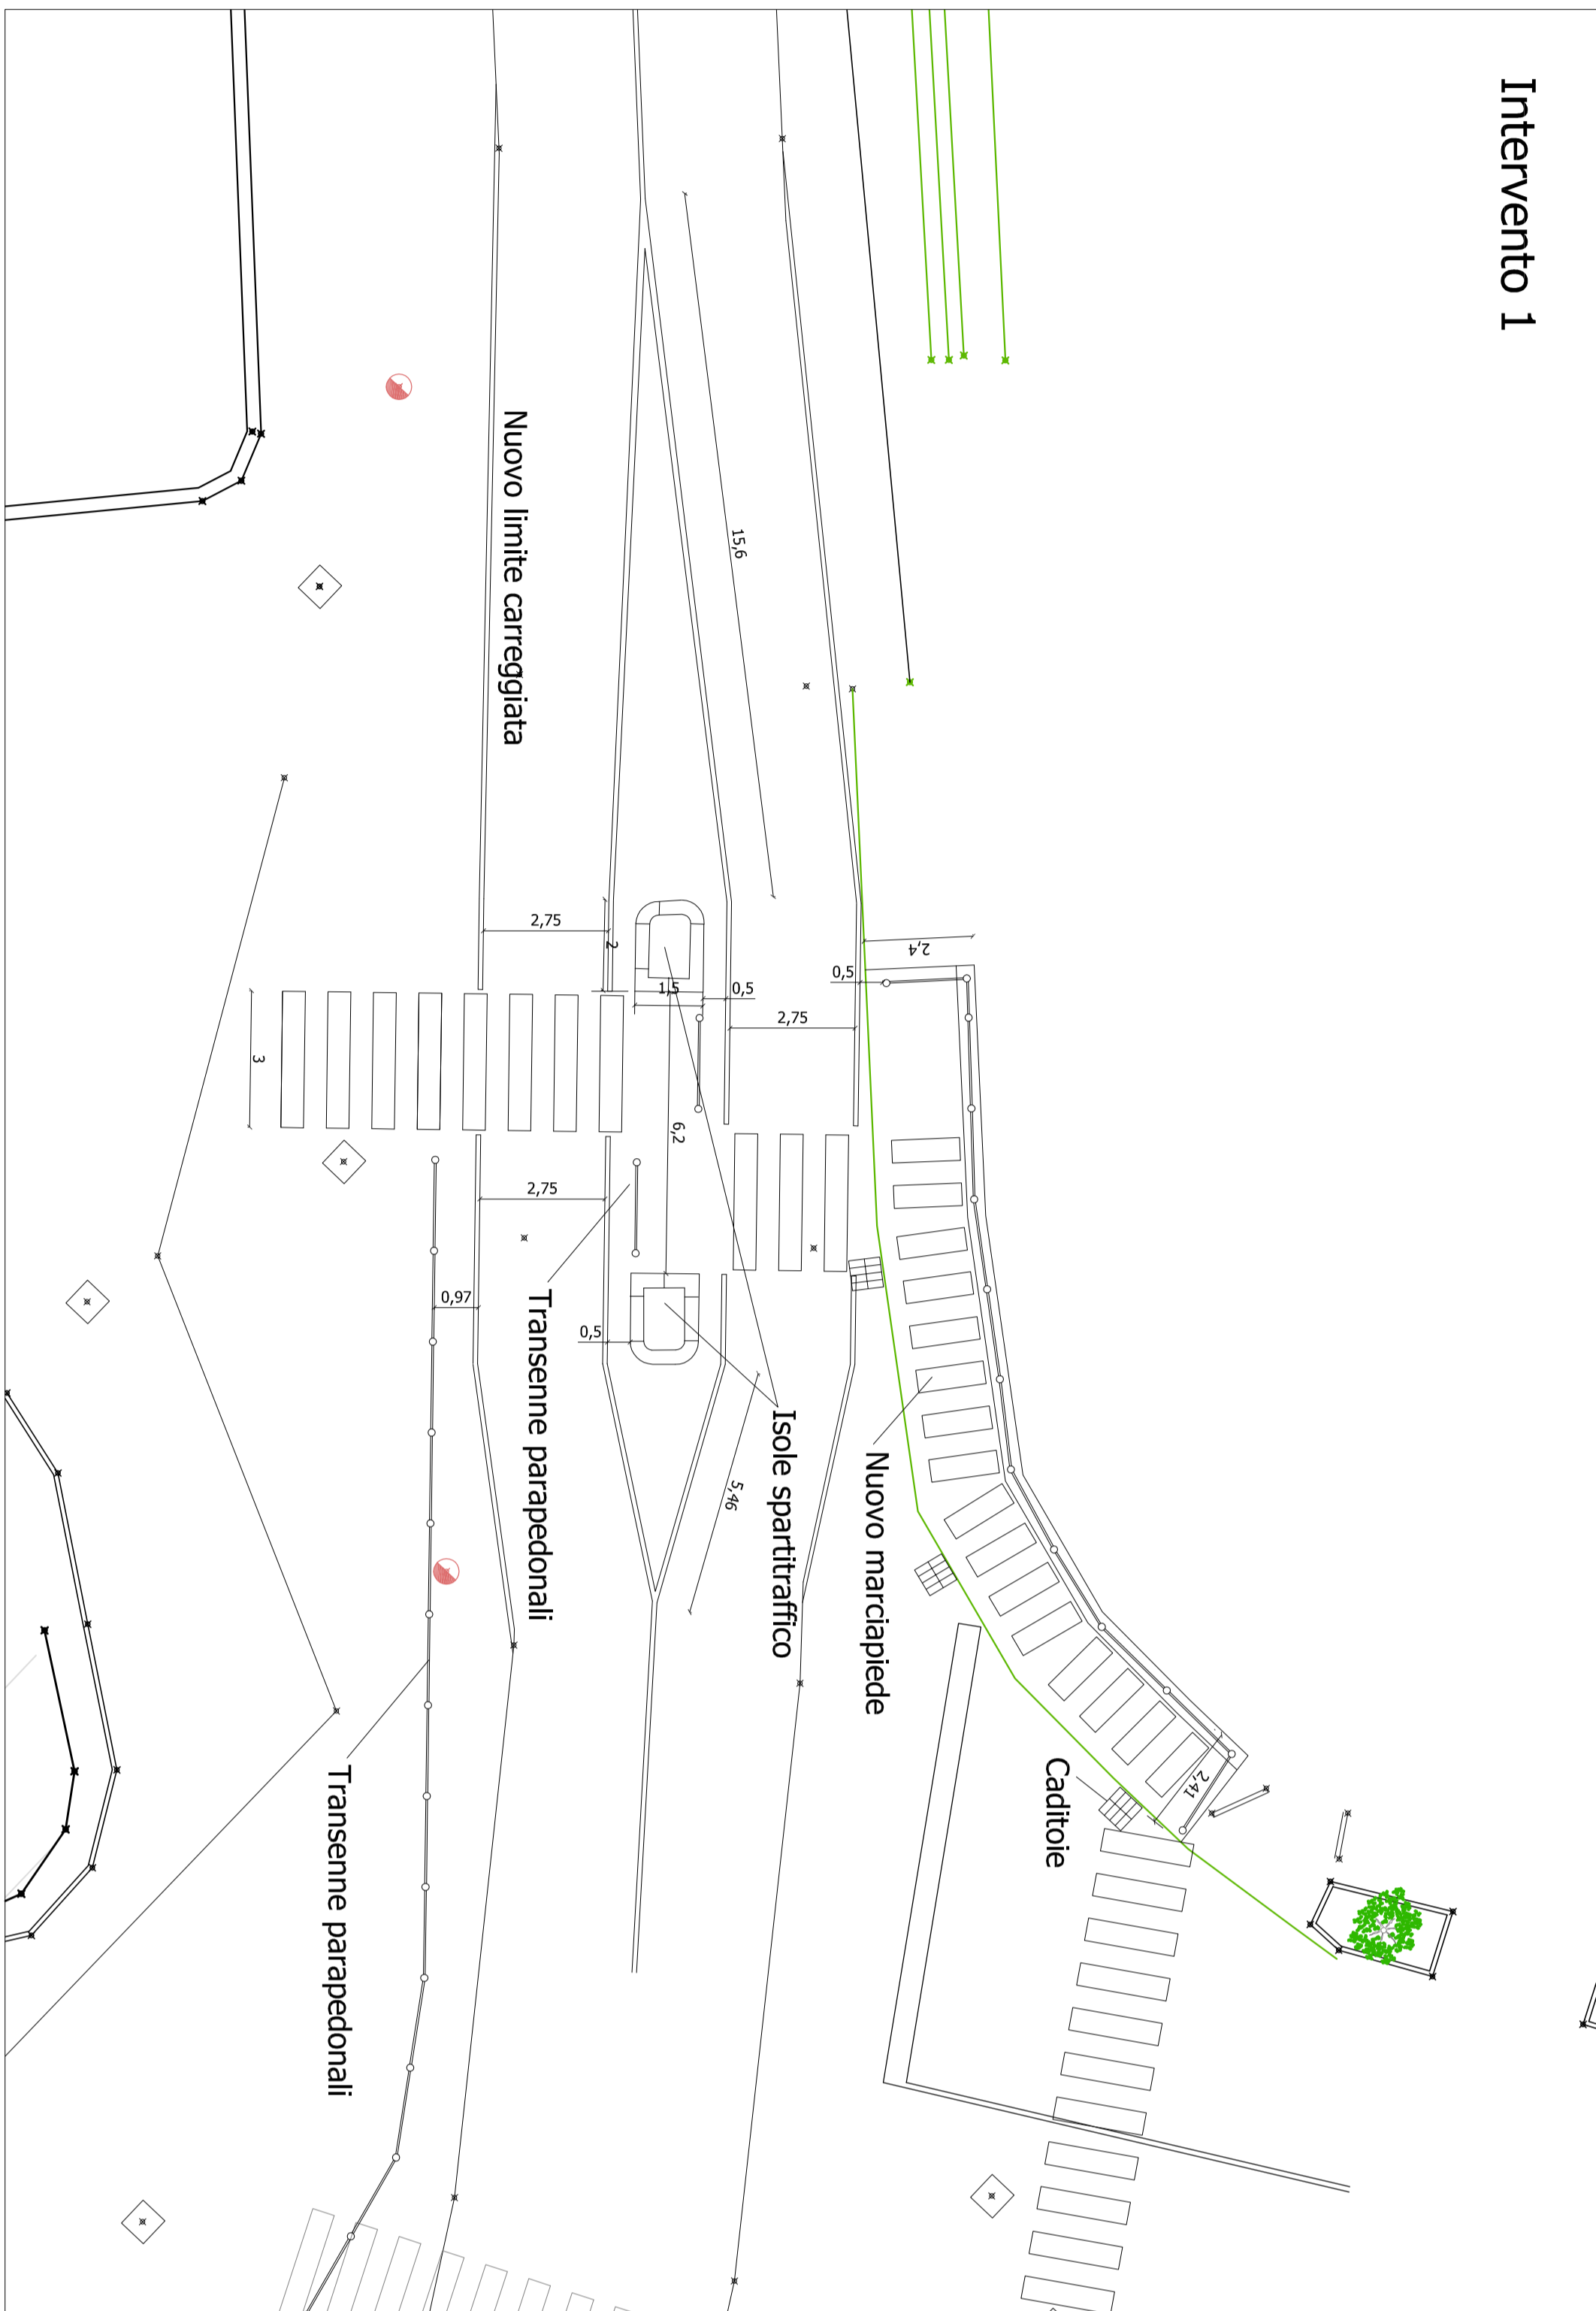 Intervento 1
Nuovo limite carreggiata
15,6
2,75
2
2,4
0,5
1,5
0,5
2,75
3
6,2
2,75
0,97
0,5
Transenne parapedonali
Isole spartitraffico
5,46
Nuovo marciapiede
2,41
Caditoie
Transenne parapedonali